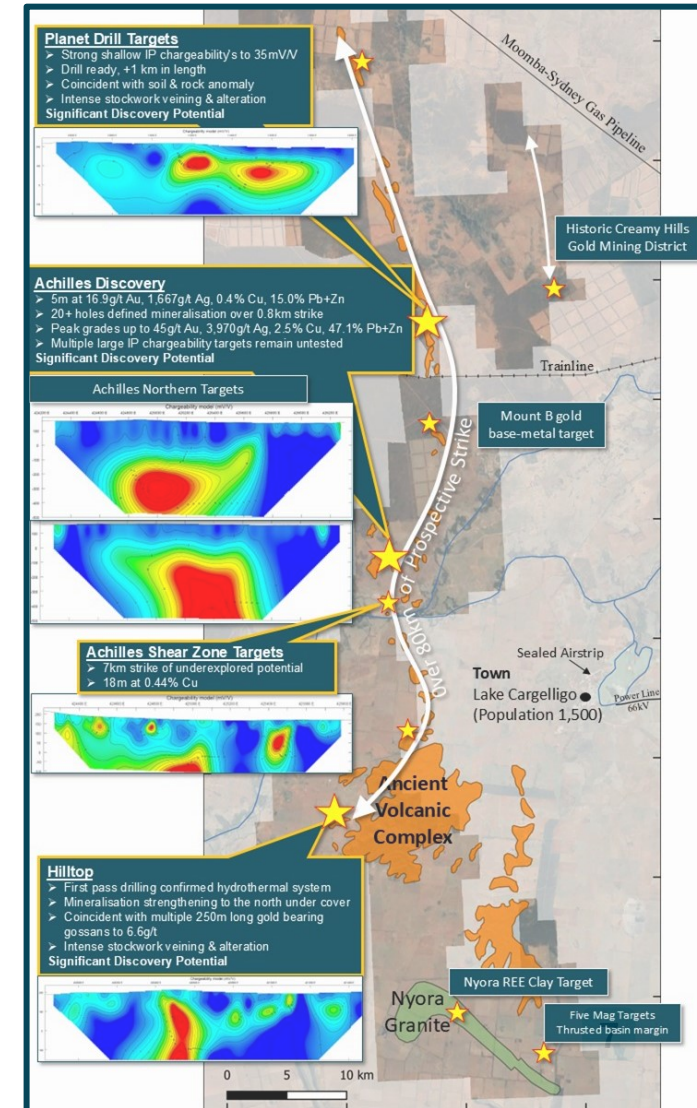 Planet Drill Targets
➢ Strong shallow IP chargeability's to 35mV/V
➢ Drill ready, +1 km in length
➢ Coincident with soil & rock anomaly
➢ Intense stockwork veining & alteration
Significant Discovery Potential
Moomba-Sydney Gas Pipeline
Historic Creamy Hills
Gold Mining District
Achilles Discovery
➢ 5m at 16.9g/t Au, 1,667g/t Ag, 0.4% Cu, 15.0% Pb+Zn
➢ 20+ holes defined mineralisation over 0.8km strike
➢ Peak grades up to 45g/t Au, 3,970g/t Ag, 2.5% Cu, 47.1% Pb+Zn
➢ Multiple large IP chargeability targets remain untested
Significant Discovery Potential
Trainline
Achilles Northern Targets
Chargeability model (mV/V)
Mount B gold
base-metal target
Over 80km of Prospective Strike
Achilles Shear Zone Targets
➢ 7km strike of underexplored potential
➢ 18m at 0.44% Cu
Sealed Airstrip
Town
Lake Cargelligo
(Population 1,500)
Power Line
66kV
Ancient
Volcanic
Complex
Hilltop
➢ First pass drilling confirmed hydrothermal system
➢ Mineralisation strengthening to the north under cover
➢ Coincident with multiple 250m long gold bearing
gossans to 6.6g/t
➢ Intense stockwork veining & alteration
Significant Discovery Potential
Nyora REE Clay Target
Nyora
Granite
Five Mag Targets
Thrusted basin margin
0 5 10 km